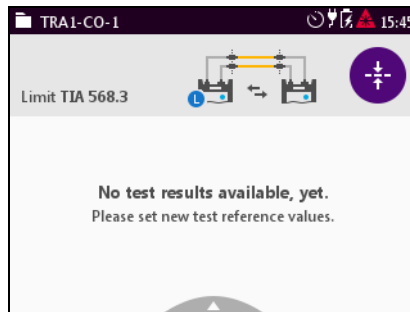 TRA1-CO-1
15:45
Limit TIA 568.3
L
No test results available, yet.
Please set new test reference values.